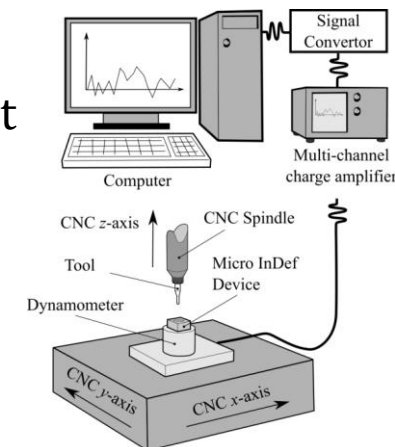 Signal
Convertor
t
Computer
Multi-channel
charge amplifier
CNC z-axis
CNC Spindle
Tool
Micro InDef
Device
Dynamometer
CNC y-axis
CNC x-axis